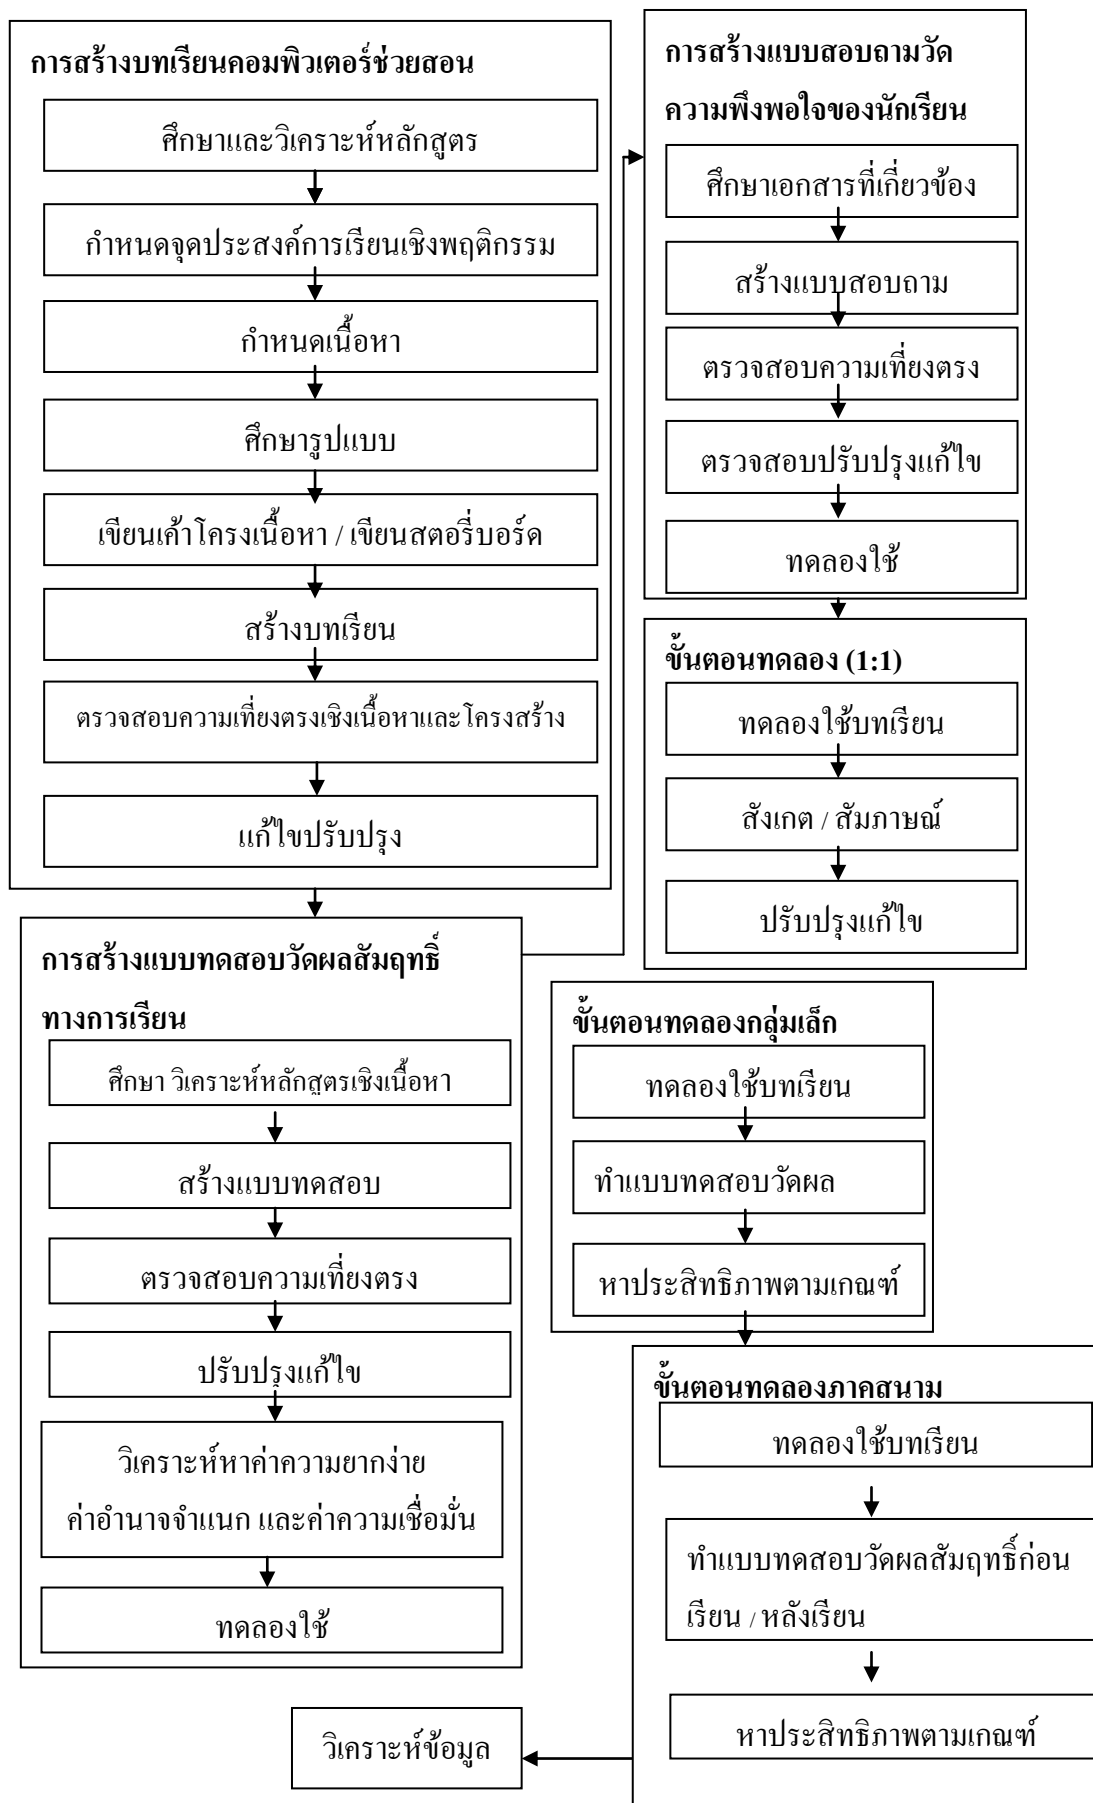 การสร้างบทเรียนคอมพิวเตอร์ช่วยสอน
ศึกษาและวิเคราะห์หลักสูตร
กำหนดจุดประสงค์การเรียนเชิงพฤติกรรม
กำหนดเนื้อหา
ศึกษารูปแบบ
เขียนเค้าโครงเนื้อหา / เขียนสตอรี่บอร์ด
สร้างบทเรียน
ตรวจสอบความเที่ยงตรงเชิงเนื้อหาและโครงสร้าง
แก้ไขปรับปรุง
การสร้างแบบทดสอบวัดผลสัมฤทธิ์
ทางการเรียน
ศึกษา วิเคราะห์หลักสูตรเชิงเนื้อหา
สร้างแบบทดสอบ
ตรวจสอบความเที่ยงตรง
ปรับปรุงแก้ไข
วิเคราะห์หาค่าความยากง่าย
ค่าอำนาจจำแนก และค่าความเชื่อมั่น
ทดลองใช้
การสร้างแบบสอบถามวัด
ความพึงพอใจของนักเรียน
ศึกษาเอกสารที่เกี่ยวข้อง
สร้างแบบสอบถาม
ตรวจสอบความเที่ยงตรง
ตรวจสอบปรับปรุงแก้ไข
ทดลองใช้
ขั้นตอนทดลอง (1:1)
ทดลองใช้บทเรียน
สังเกต / สัมภาษณ์
ปรับปรุงแก้ไข
ขั้นตอนทดลองกลุ่มเล็ก
ทดลองใช้บทเรียน
ทำแบบทดสอบวัดผล
หาประสิทธิภาพตามเกณฑ์
ขั้นตอนทดลองภาคสนาม
ทดลองใช้บทเรียน
ทำแบบทดสอบวัดผลสัมฤทธิ์ก่อน
เรียน / หลังเรียน
หาประสิทธิภาพตามเกณฑ์
วิเคราะห์ข้อมูล